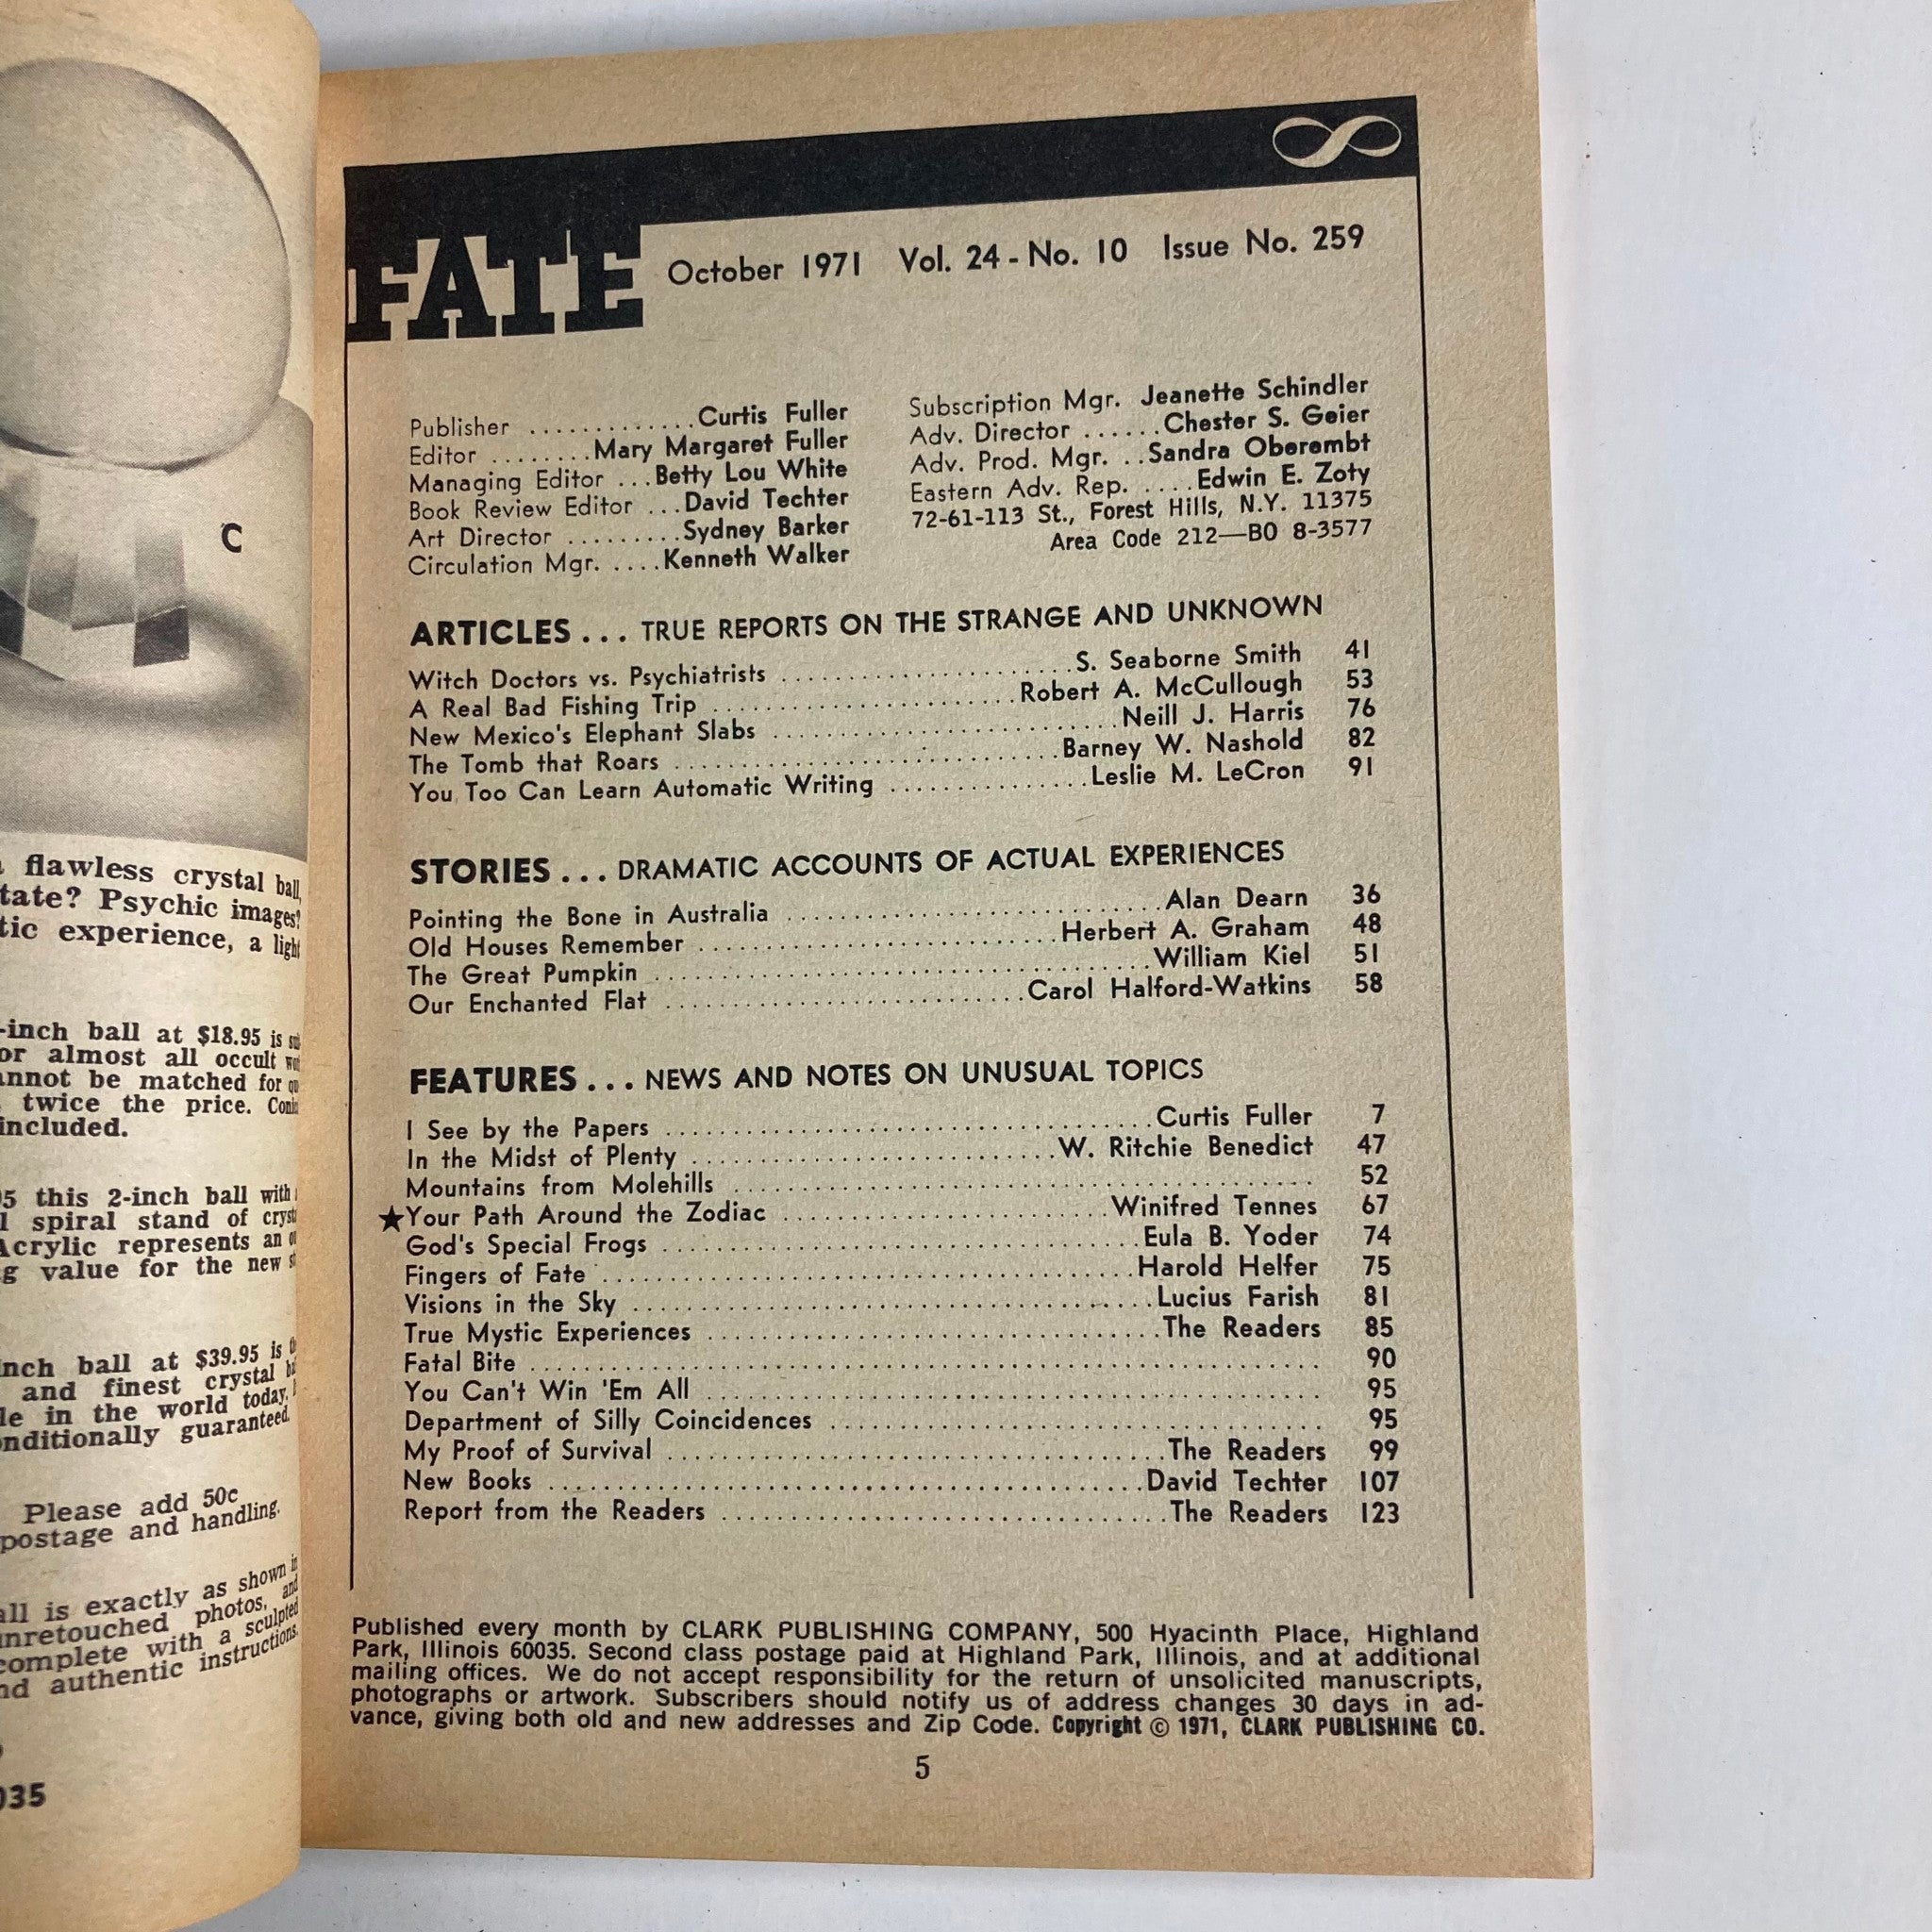 C
flawless crystal ball,
tate? Psychic images?
tic experience, a light
-inch ball at $18.95 is
or almost all occult
annot be matched for
twice the price.
included.
5 this 2-inch ball with
l spiral stand of
Acrylic represents an
g value for the new
inch ball at $39.95 is
and finest crystal
le in the world today.
onditionally guaranteed.
Please add 50c
postage and handling.
all is exactly as shown in
unretouched photos, and
complete with a sculpted
nd authentic instructions.
035
FATE October 1971 Vol. 24 - No. 10 Issue No. 259
Publisher .............Curtis Fuller
Editor ........Mary Margaret Fuller
Managing Editor ...Betty Lou White
Book Review Editor ...David Techter
Art Director .........Sydney Barker
Circulation Mgr. ....Kenneth Walker
Subscription Mgr. Jeanette Schindler
Adv. Director ......Chester S. Geier
Adv. Prod. Mgr. ..Sandra Oberembt
Eastern Adv. Rep. ....Edwin E. Zoty
72-61-113 St., Forest Hills, N.Y. 11375
Area Code 212—BO 8-3577
ARTICLES... TRUE REPORTS ON THE STRANGE AND UNKNOWN
Witch Doctors vs. Psychiatrists ......................S. Seaborne Smith 41
A Real Bad Fishing Trip .......................Robert A. McCullough 53
New Mexico's Elephant Slabs ..........................Neill J. Harris 76
The Tomb that Roars .............................Barney W. Nashold 82
You Too Can Learn Automatic Writing ...............Leslie M. LeCron 91
STORIES... DRAMATIC ACCOUNTS OF ACTUAL EXPERIENCES
Pointing the Bone in Australia ............................Alan Dearn 36
Old Houses Remember ...........................Herbert A. Graham 48
The Great Pumpkin .....................................William Kiel 51
Our Enchanted Flat ...........................Carol Halford-Watkins 58
FEATURES... NEWS AND NOTES ON UNUSUAL TOPICS
I See by the Papers ....................................Curtis Fuller 7
In the Midst of Plenty ...........................W. Ritchie Benedict 47
Mountains from Molehills ........................................... 52
★Your Path Around the Zodiac ........................Winifred Tennes 67
God's Special Frogs ...................................Eula B. Yoder 74
Fingers of Fate .......................................Harold Helfer 75
Visions in the Sky .......................................Lucius Farish 81
True Mystic Experiences .................................The Readers 85
Fatal Bite .......................................................... 90
You Can't Win 'Em All .............................................. 95
Department of Silly Coincidences ..................................... 95
My Proof of Survival .....................................The Readers 99
New Books ............................................David Techter 107
Report from the Readers .................................The Readers 123
Published every month by CLARK PUBLISHING COMPANY, 500 Hyacinth Place, Highland
Park, Illinois 60035. Second class postage paid at Highland Park, Illinois, and at additional
mailing offices. We do not accept responsibility for the return of unsolicited manuscripts,
photographs or artwork. Subscribers should notify us of address changes 30 days in ad-
vance, giving both old and new addresses and Zip Code. Copyright © 1971, CLARK PUBLISHING CO.
5